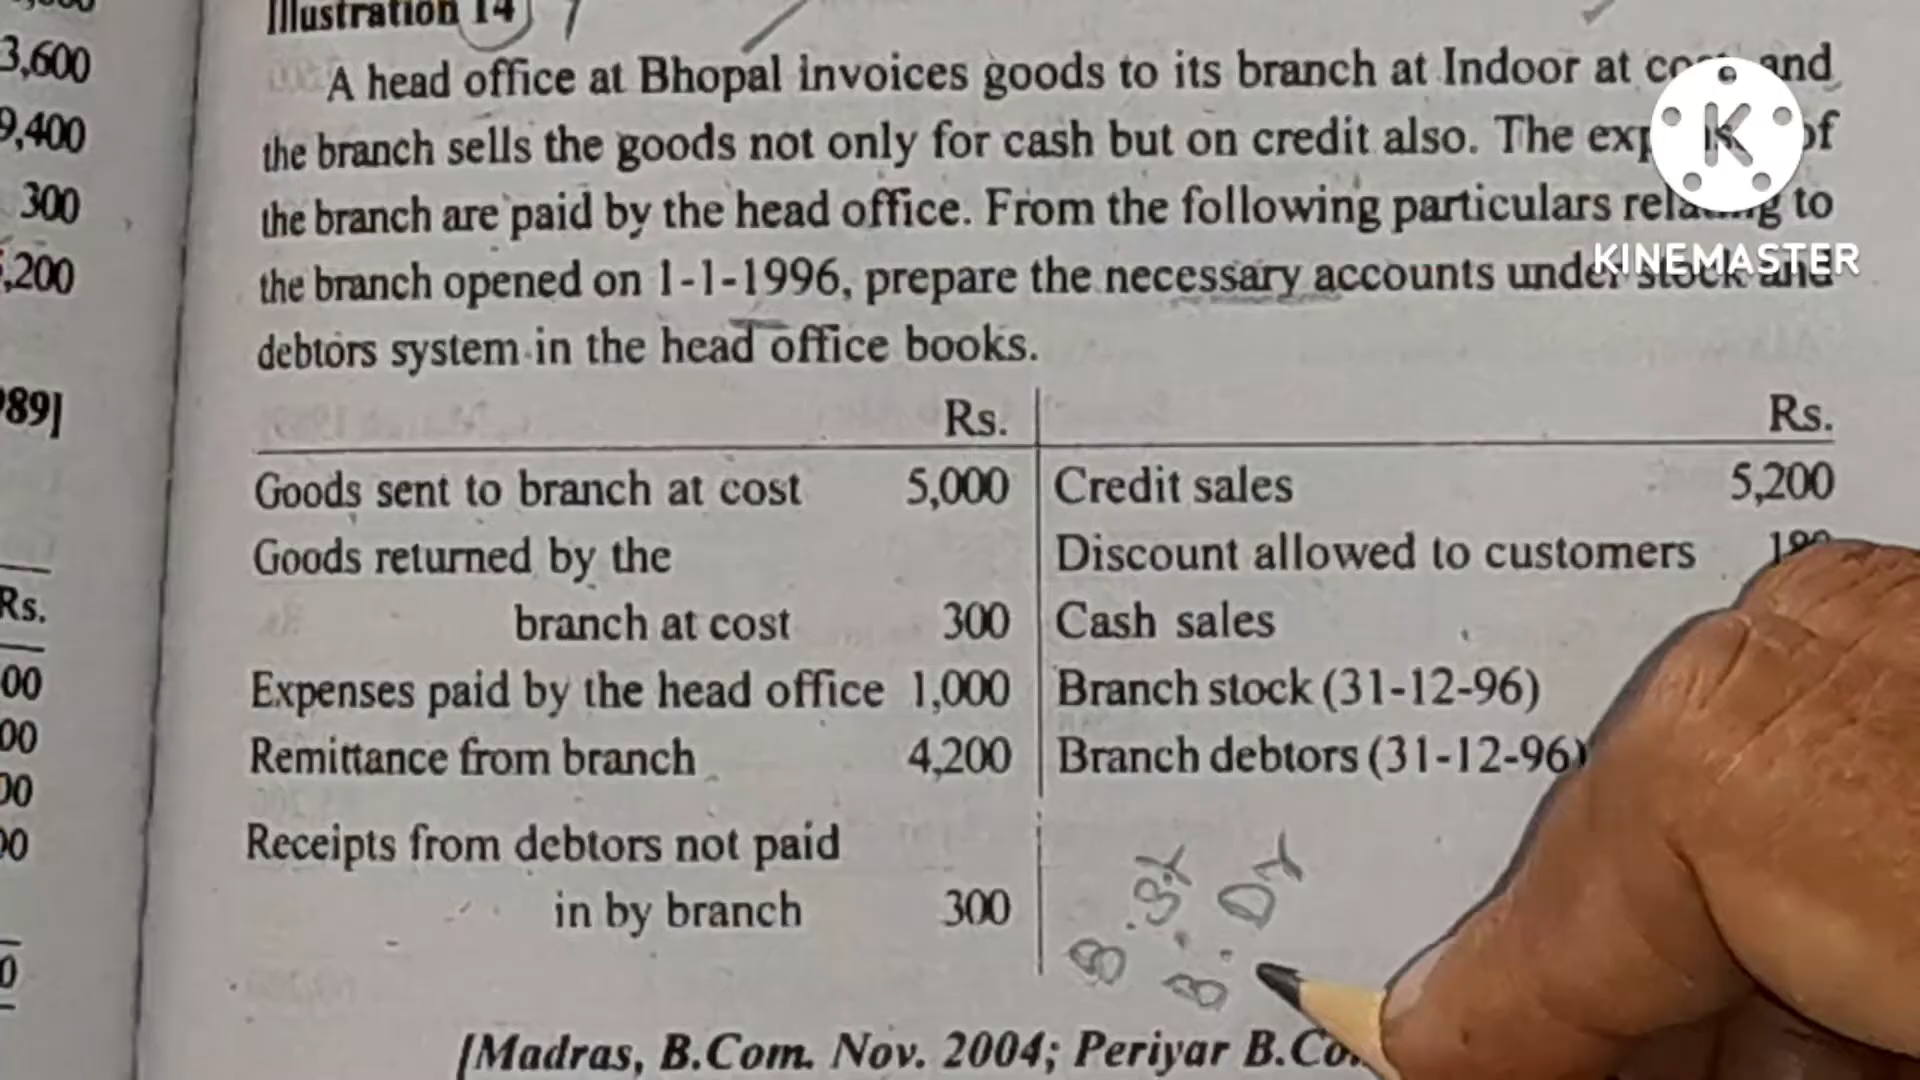 Illustration 14
3,600
9,400
300
,200
89]
Rs.
00
00
00
00
0
A head office at Bhopal invoices goods to its branch at Indoor at and
the branch sells the goods not only for cash but on credit also. The of
the branch are paid by the head office. From the following particulars relating to
the branch opened on 1-1-1996, prepare the necessary accounts under stock and
debtors system in the head office books.
K
KINEMASTER
Rs. Rs.
Goods sent to branch at cost 5,000 Credit sales 5,200
Goods returned by the Discount allowed to customers
branch at cost 300 Cash sales
Expenses paid by the head office 1,000 Branch stock (31-12-96)
Remittance from branch 4,200 Branch debtors (31-12-96)
Receipts from debtors not paid
in by branch 300
[Madras, B.Com. Nov. 2004; Periyar